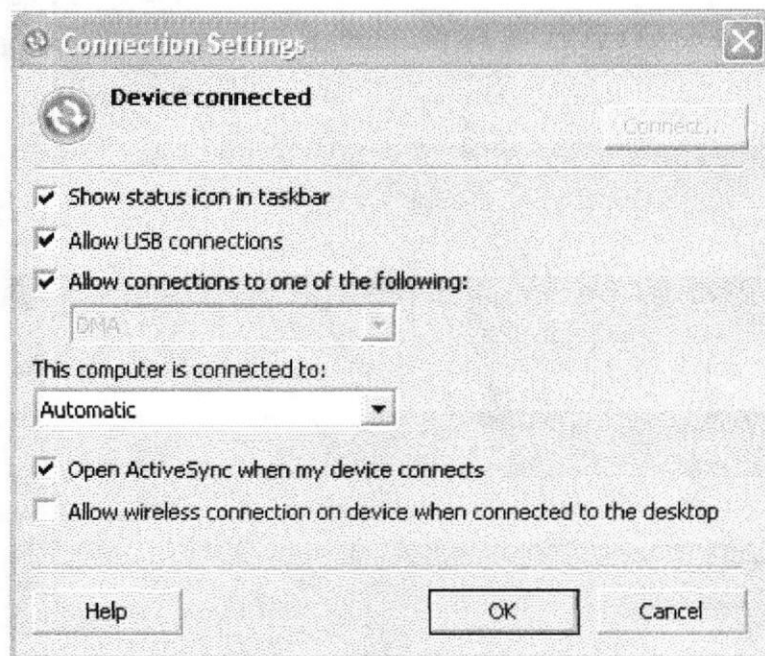 Connection Settings
Device connected
Connect...
Show status icon in taskbar
Allow USB connections
Allow connections to one of the following:
DMA
This computer is connected to:
Automatic
Open ActiveSync when my device connects
Allow wireless connection on device when connected to the desktop
Help
OK
Cancel